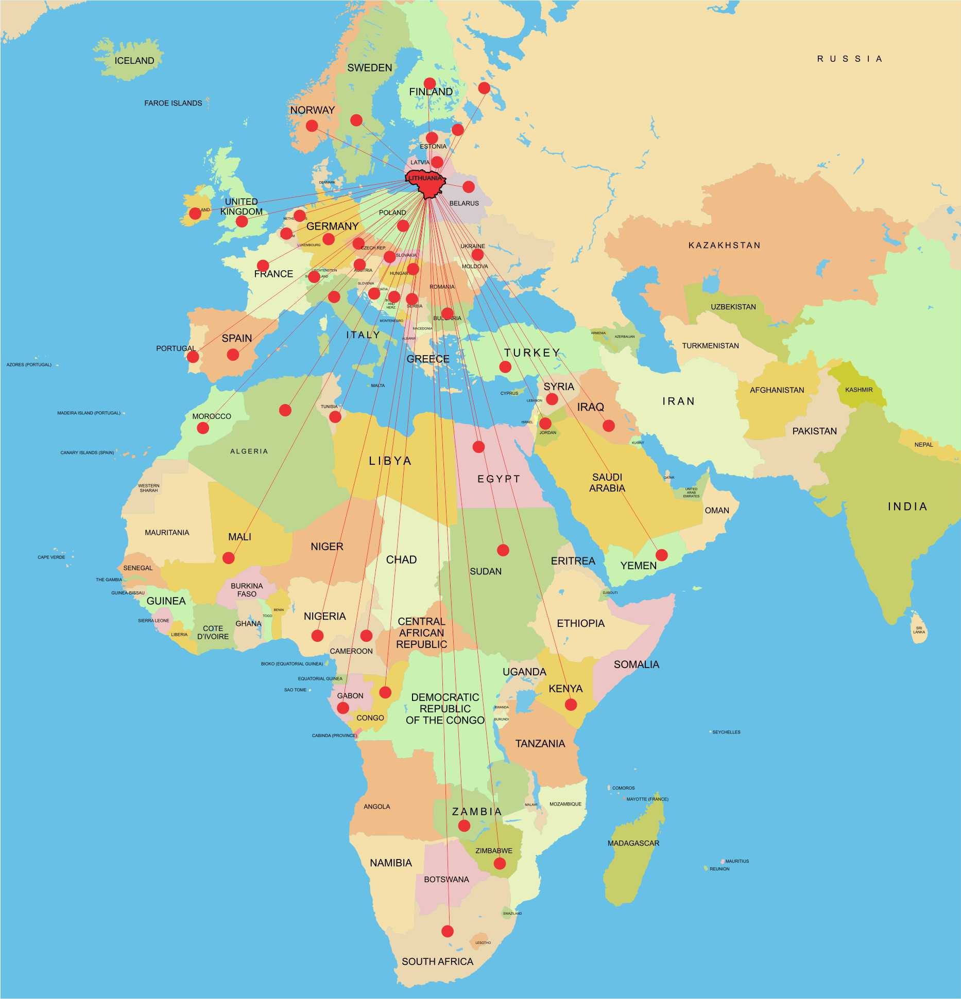 ICELAND
SWEDEN
R U S S I A
FINLAND
FAROE ISLANDS
NORWAY
ESTONIA
LATVIA
LITHUANIA
DENMARK
UNITED
KINGDOM
BELARUS
POLAND
GERMANY
LUXEMBOURG
CZECH REP.
SLOVAKIA
UKRAINE
KAZAKHSTAN
MOLDOVA
FRANCE
LIECHTENSTEIN
HUNGARY
SLOVENIA
ROMANIA
SERBIA
AND
HERZ.
UZBEKISTAN
BULGARIA
MONTENEGRO
MACEDONIA
ALBANIA
ITALY
SPAIN
PORTUGAL
ARMENIA
AZERBAIJAN
TURKMENISTAN
TURKEY
GREECE
AZORES (PORTUGAL)
MALTA
CYPRUS
SYRIA
LEBANON
IRAQ
IRAN
AFGHANISTAN
KASHMIR
TUNISIA
MADEIRA ISLAND (PORTUGAL)
MOROCCO
ISRAEL
JORDAN
PAKISTAN
KUWAIT
NEPAL
ALGERIA
CANARY ISLANDS (SPAIN)
LIBYA
EGYPT
SAUDI
ARABIA
QATAR
UNITED
ARAB
EMIRATES
WESTERN
SHARAH
INDIA
OMAN
MAURITANIA
MALI
NIGER
CHAD
CAPE VERDE
SENEGAL
SUDAN
ERITREA
YEMEN
THE GAMBIA
BURKINA
FASO
GUINEA-BISSAU
GUINEA
DJIBOUTI
BENIN
TOGO
NIGERIA
SIERRA LEONE
GHANA
COTE
D'IVOIRE
LIBERIA
CENTRAL
AFRICAN
REPUBLIC
ETHIOPIA
SRI
LANKA
CAMEROON
BIOKO (EQUATORIAL GUINEA)
SOMALIA
UGANDA
EQUATORIAL GUINEA
SAO TOME
GABON
KENYA
DEMOCRATIC
REPUBLIC
OF THE CONGO
RWANDA
BURUNDI
CONGO
CABINDA (PROVINCE)
SEYCHELLES
TANZANIA
COMOROS
MAYOTTE (FRANCE)
ANGOLA
ZAMBIA
MALAWI
MOZAMBIQUE
MADAGASCAR
ZIMBABWE
NAMIBIA
MAURITIUS
REUNION
BOTSWANA
SWAZILAND
LESOTHO
SOUTH AFRICA